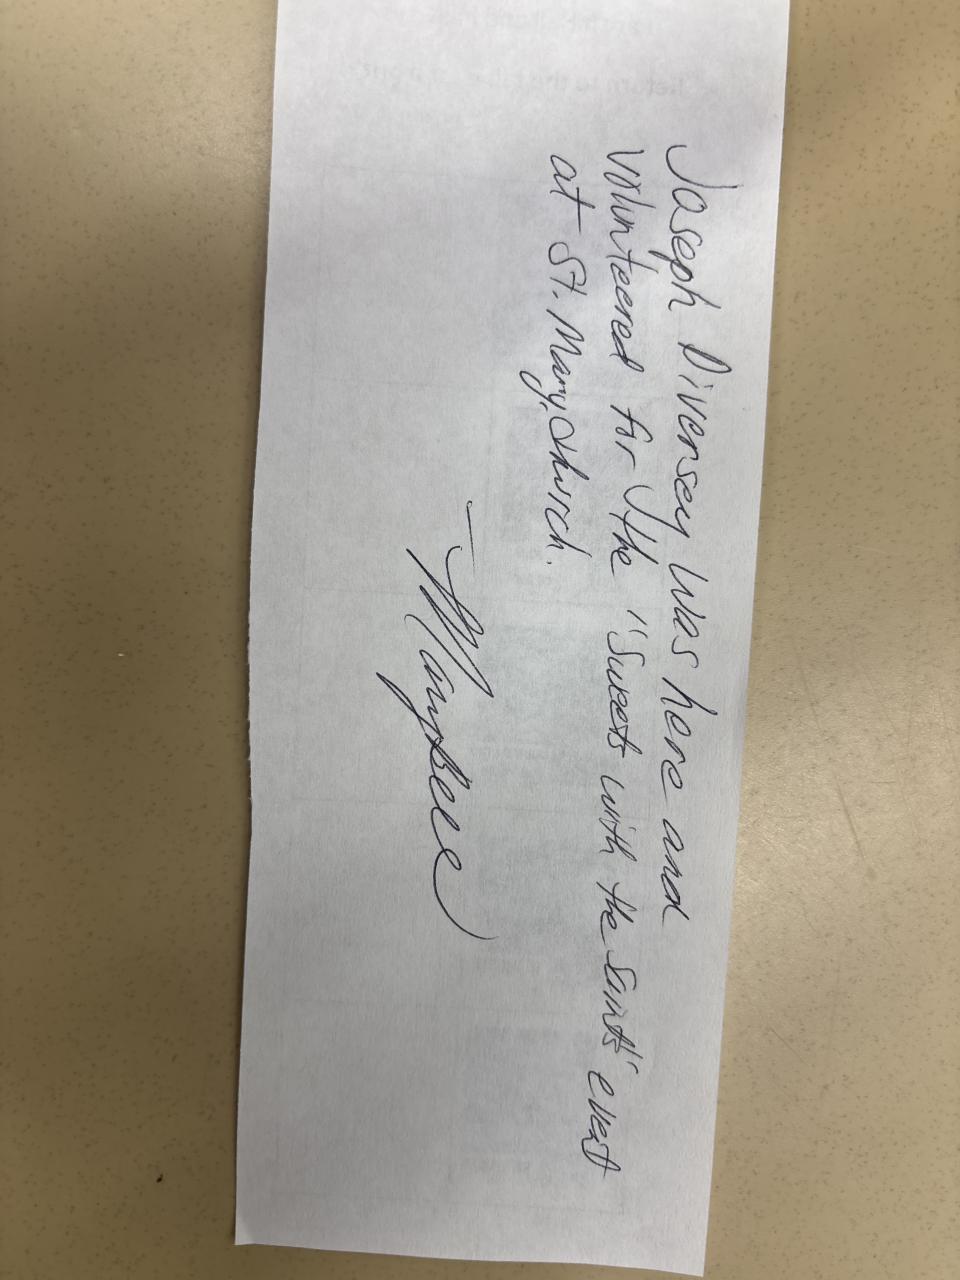 Joseph Diversey was here and
volunteered for the "Sweets with the Saints" event
at St. Mary, church.